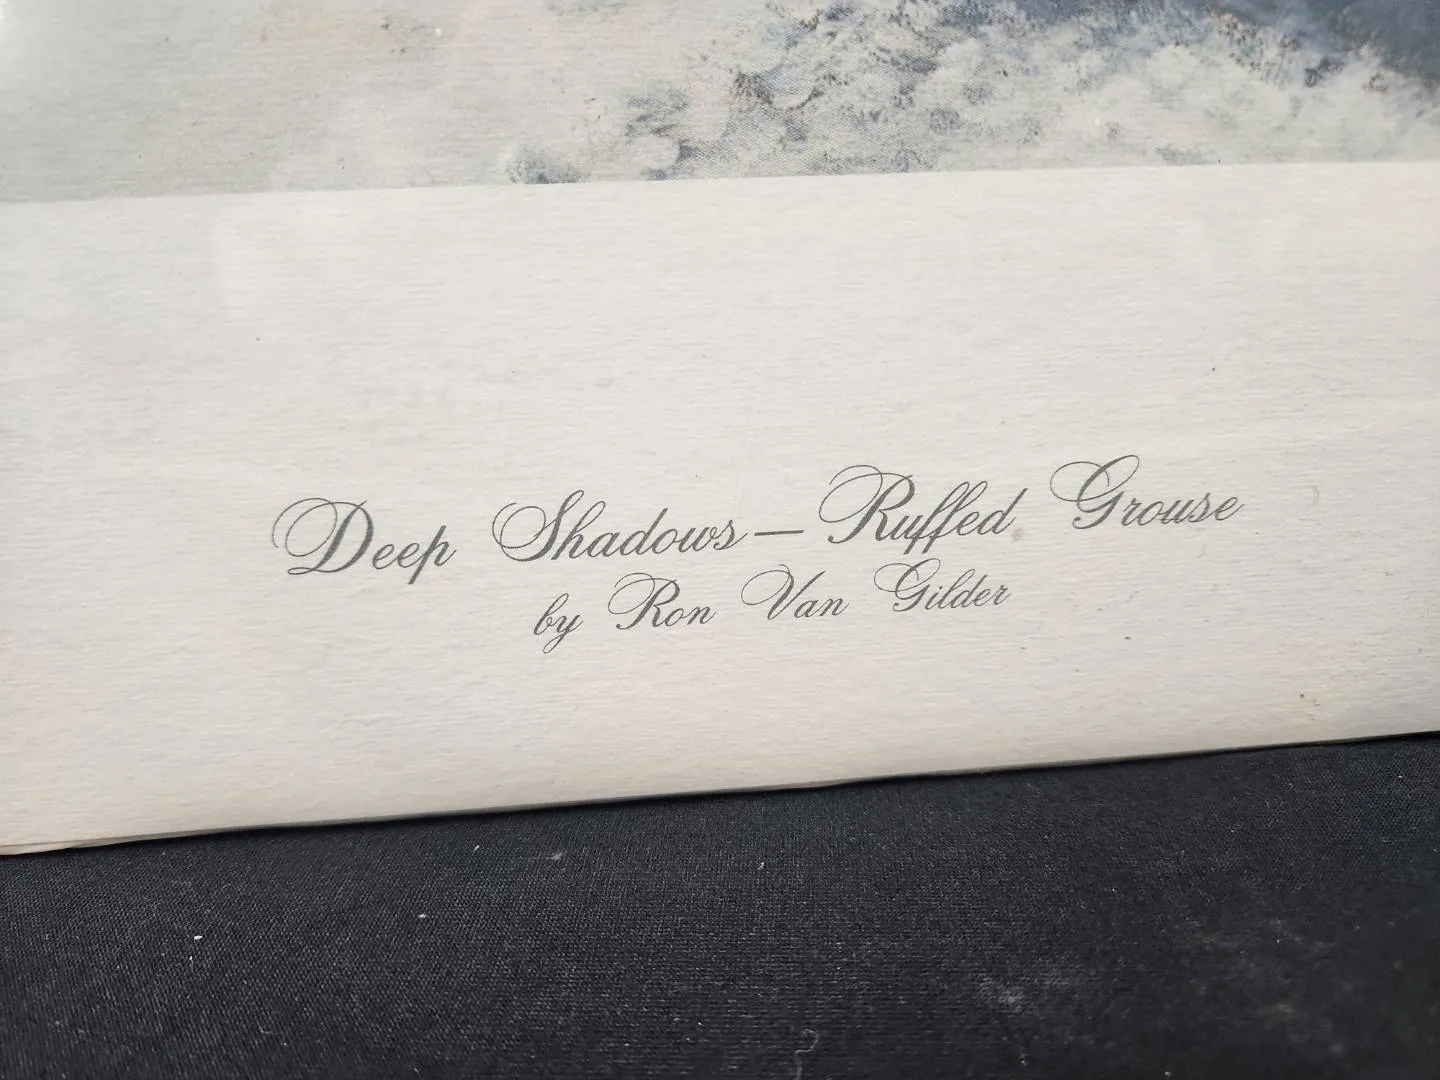 Deep Shadows — Ruffed Grouse
by Ron Van Gilder